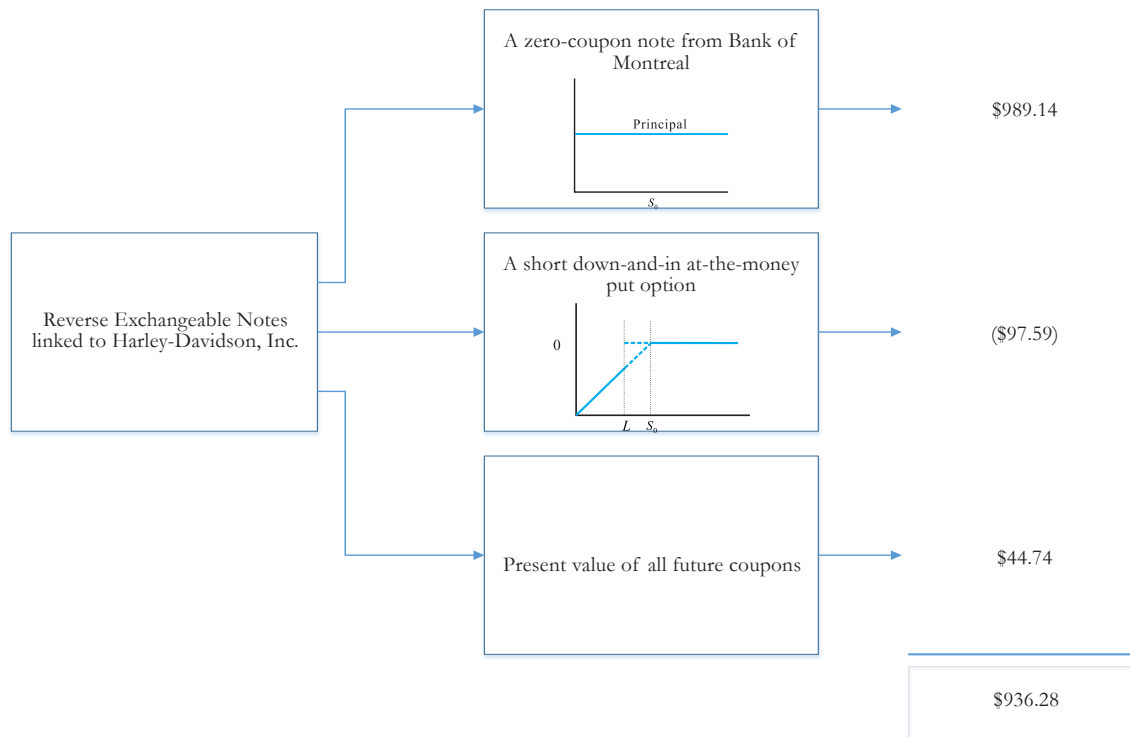 A zero-coupon note from Bank of
Montreal
Principal
S₀
$989.14
Reverse Exchangeable Notes
linked to Harley-Davidson, Inc.
A short down-and-in at-the-money
put option
0
L S₀
($97.59)
Present value of all future coupons
$44.74
$936.28